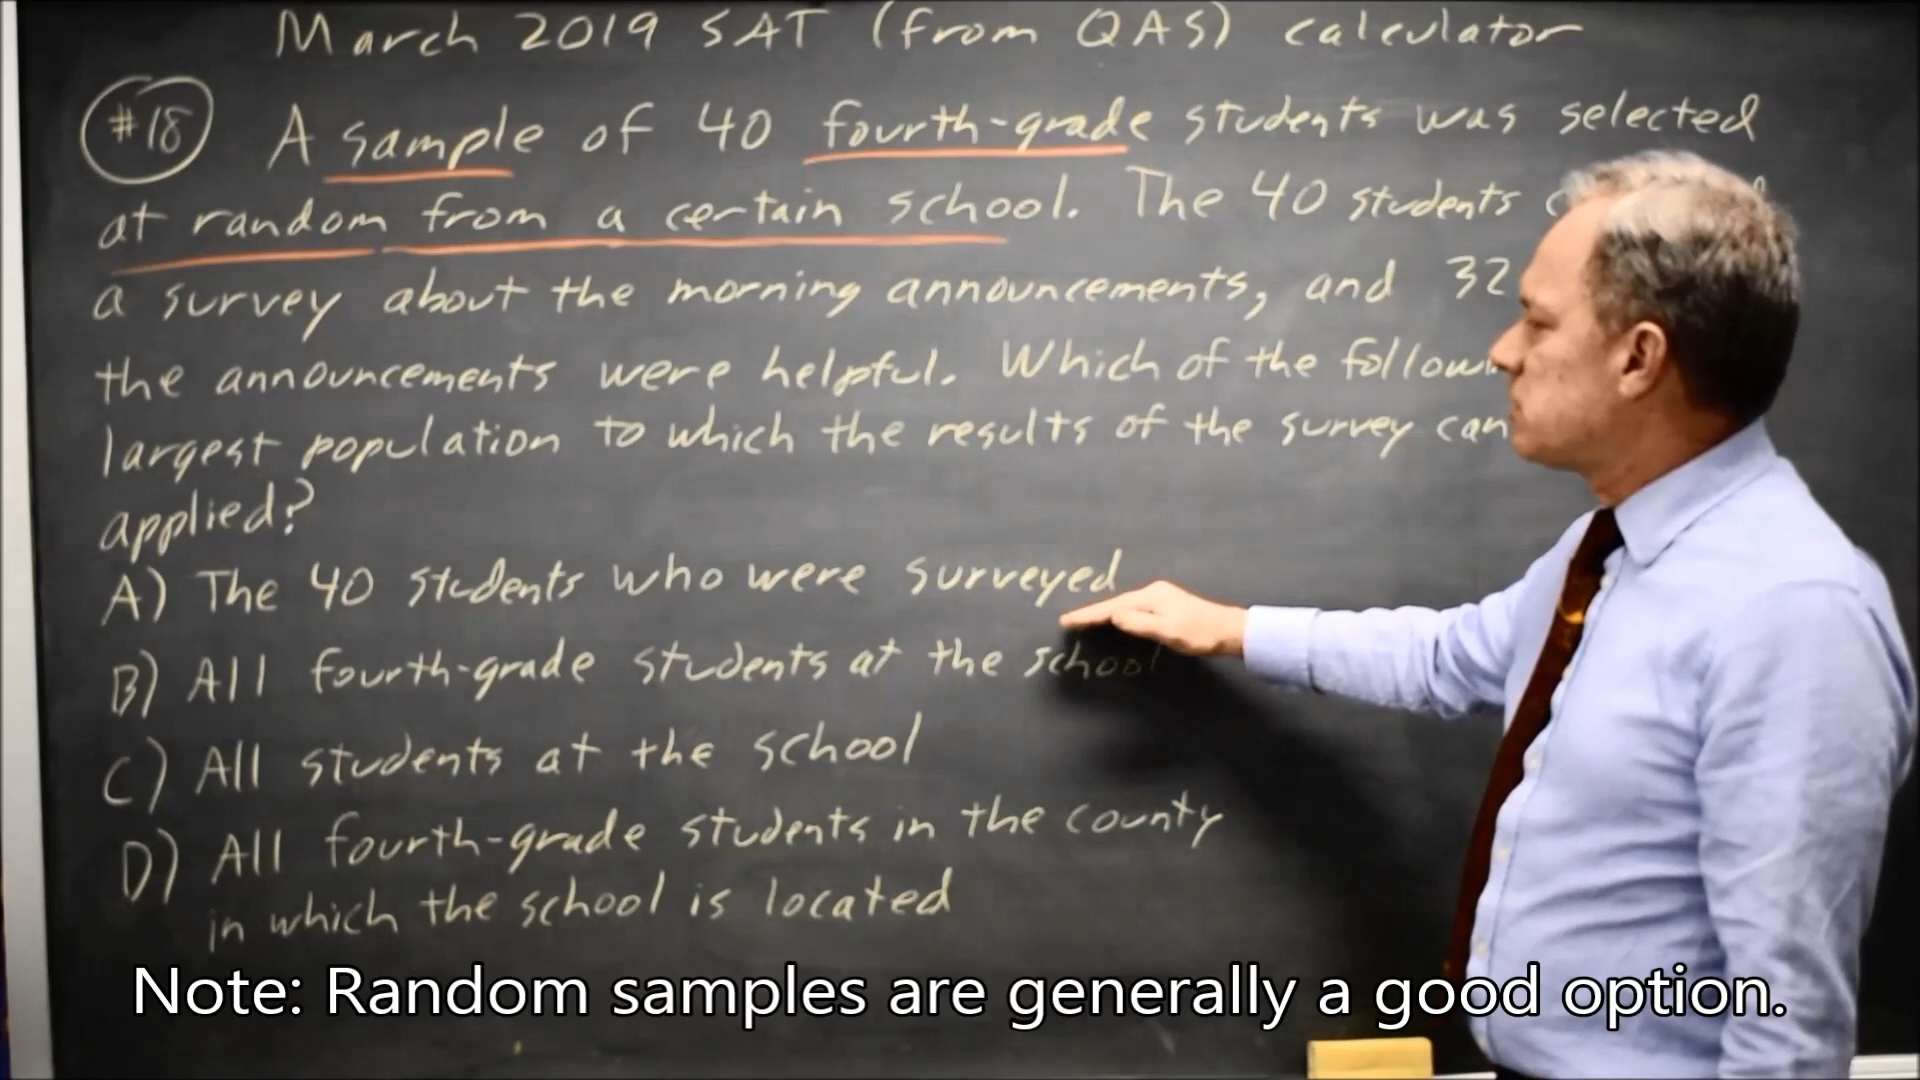 March 2019 SAT (from QAS) calculator
#18 A sample of 40 fourth-grade students was selected
at random from a certain school. The 40 students
a survey about the morning announcements, and 32
the announcements were helpful. Which of the
largest population to which the results of the survey can
applied?
A) The 40 students who were surveyed
B) All fourth-grade students at the school
C) All students at the school
D) All fourth-grade students in the county
in which the school is located
Note: Random samples are generally a good option.